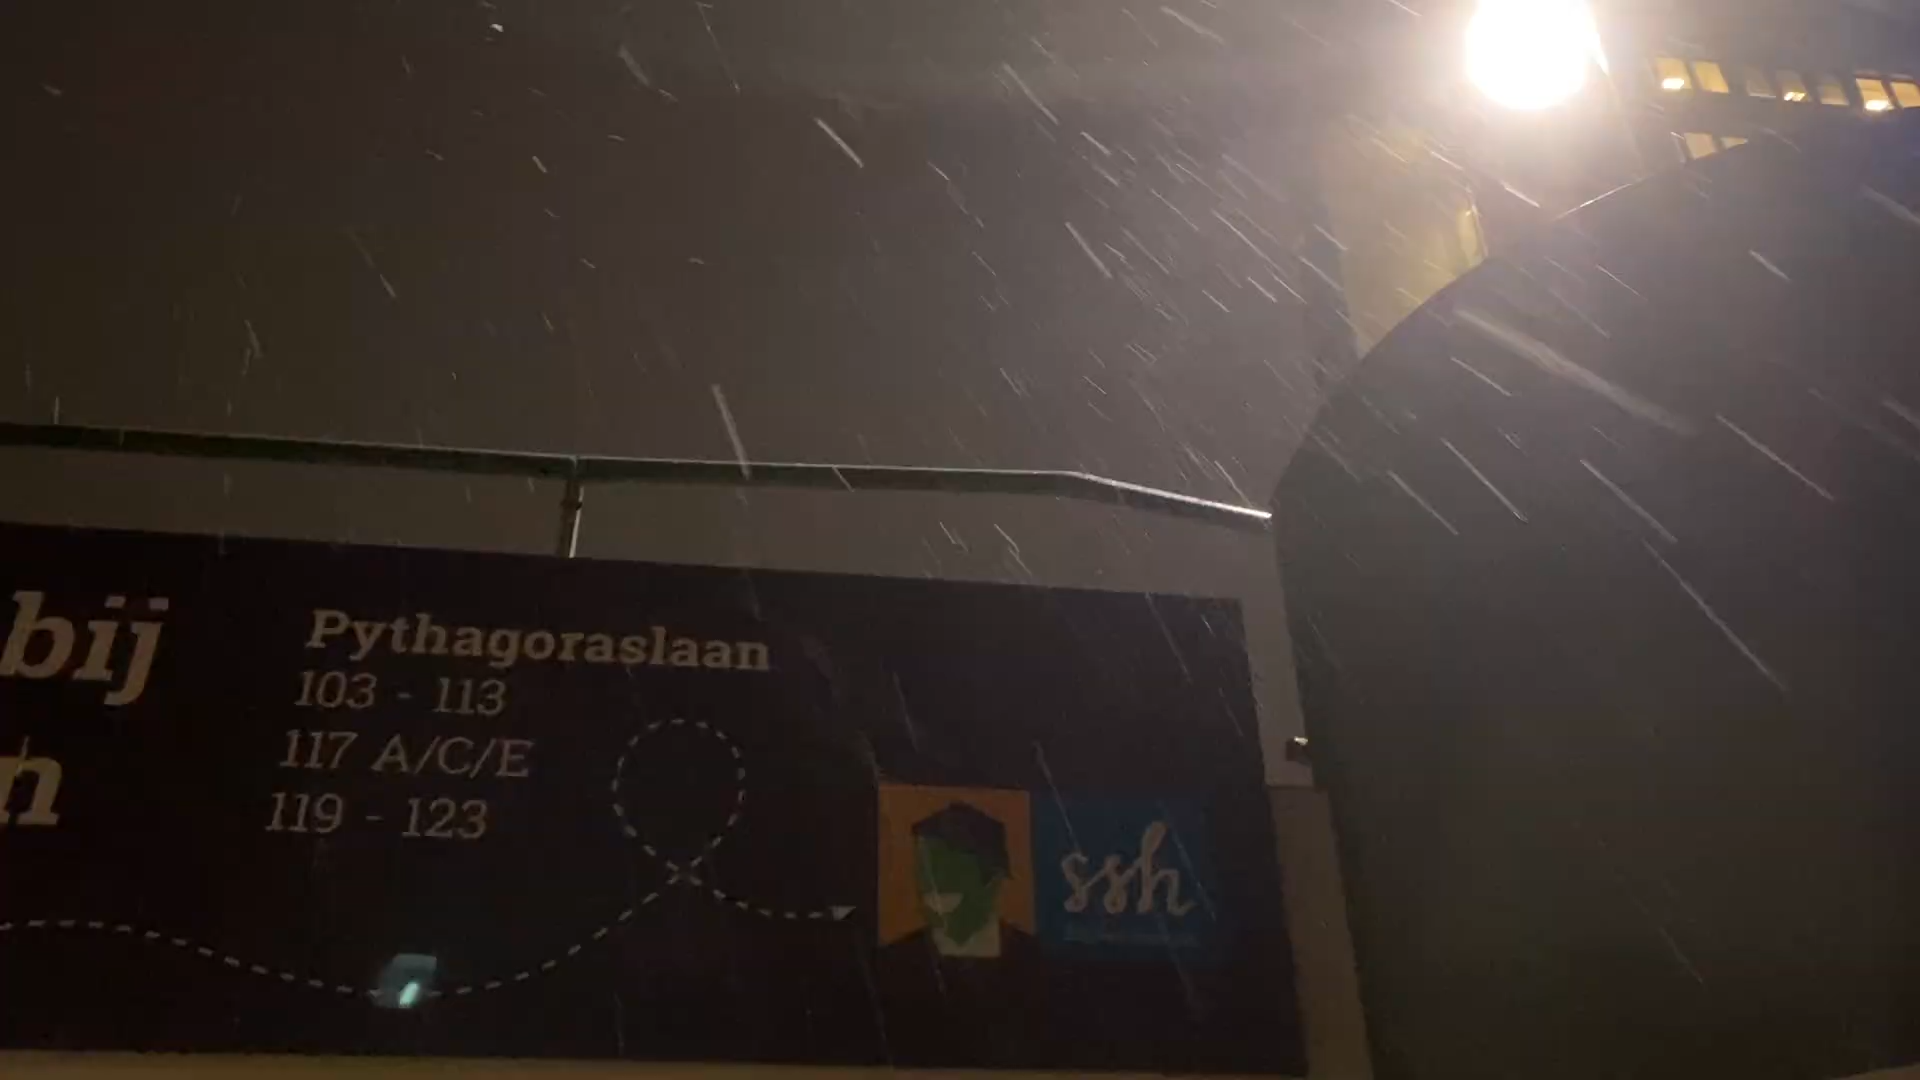 bij
n
Pythagoraslaan
103 - 113
117 A/C/E
119 - 123
ssh